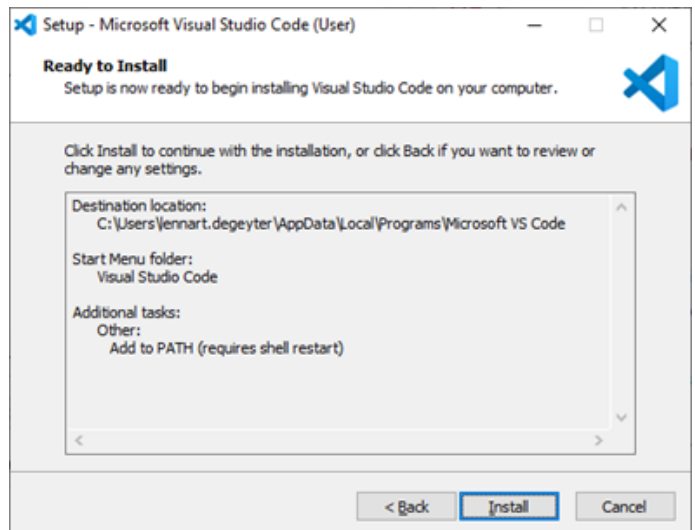 Setup - Microsoft Visual Studio Code (User)
Ready to Install
Setup is now ready to begin installing Visual Studio Code on your computer.
Click Install to continue with the installation, or click Back if you want to review or
change any settings.
Destination location:
C:\Users\lennart.degeyter\AppData\Local\Programs\Microsoft VS Code
Start Menu folder:
Visual Studio Code
Additional tasks:
Other:
Add to PATH (requires shell restart)
< Back
Install
Cancel